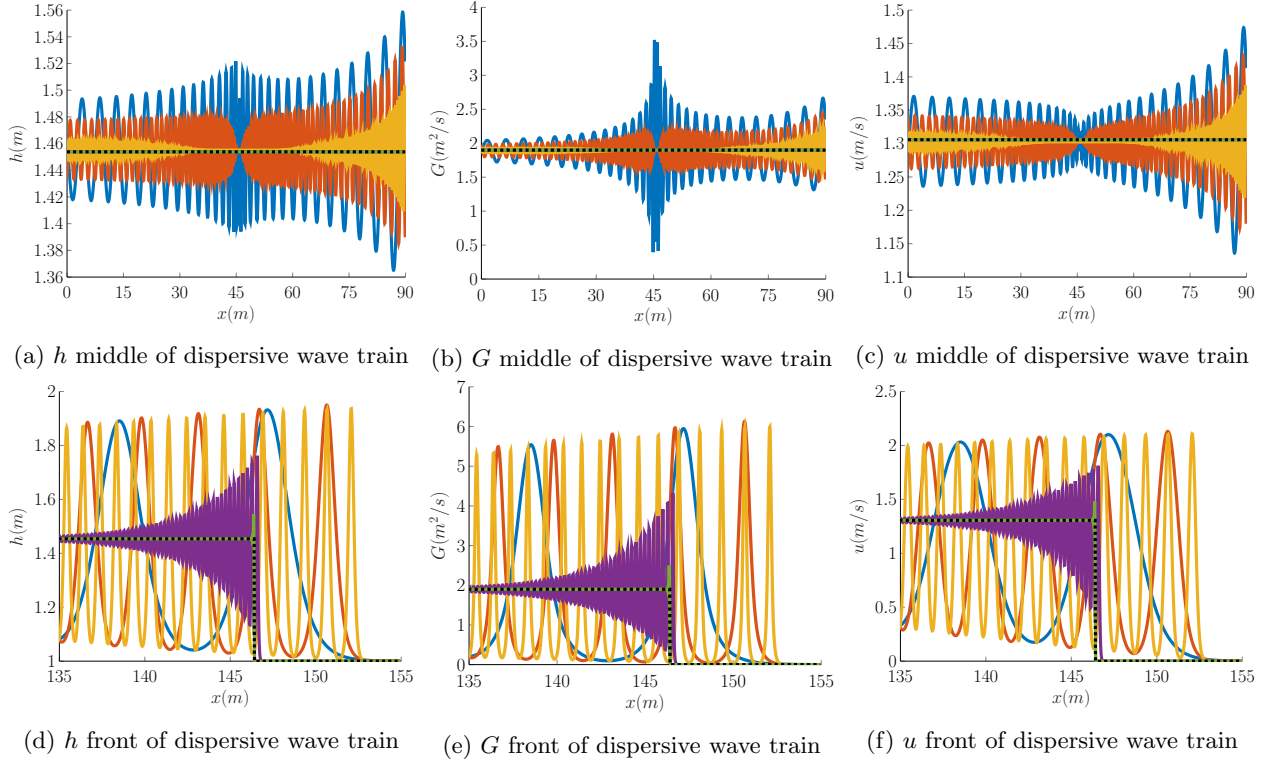 1.56
1.54
1.52
1.5
1.48
1.46
1.44
1.42
1.4
1.38
1.36
h(m)
0 15 30 45 60 75 90
x(m)
4
3.5
3
2.5
2
1.5
1
0.5
0
G(m²/s)
0 15 30 45 60 75 90
x(m)
1.5
1.45
1.4
1.35
1.3
1.25
1.2
1.15
1.1
u(m/s)
0 15 30 45 60 75 90
x(m)
(a) h middle of dispersive wave train
(b) G middle of dispersive wave train
(c) u middle of dispersive wave train
2
1.8
1.6
1.4
1.2
1
h(m)
135 140 145 150 155
x(m)
7
6
5
4
3
2
1
0
G(m²/s)
135 140 145 150 155
x(m)
2.5
2
1.5
1
0.5
0
u(m/s)
135 140 145 150 155
x(m)
(d) h front of dispersive wave train
(e) G front of dispersive wave train
(f) u front of dispersive wave train